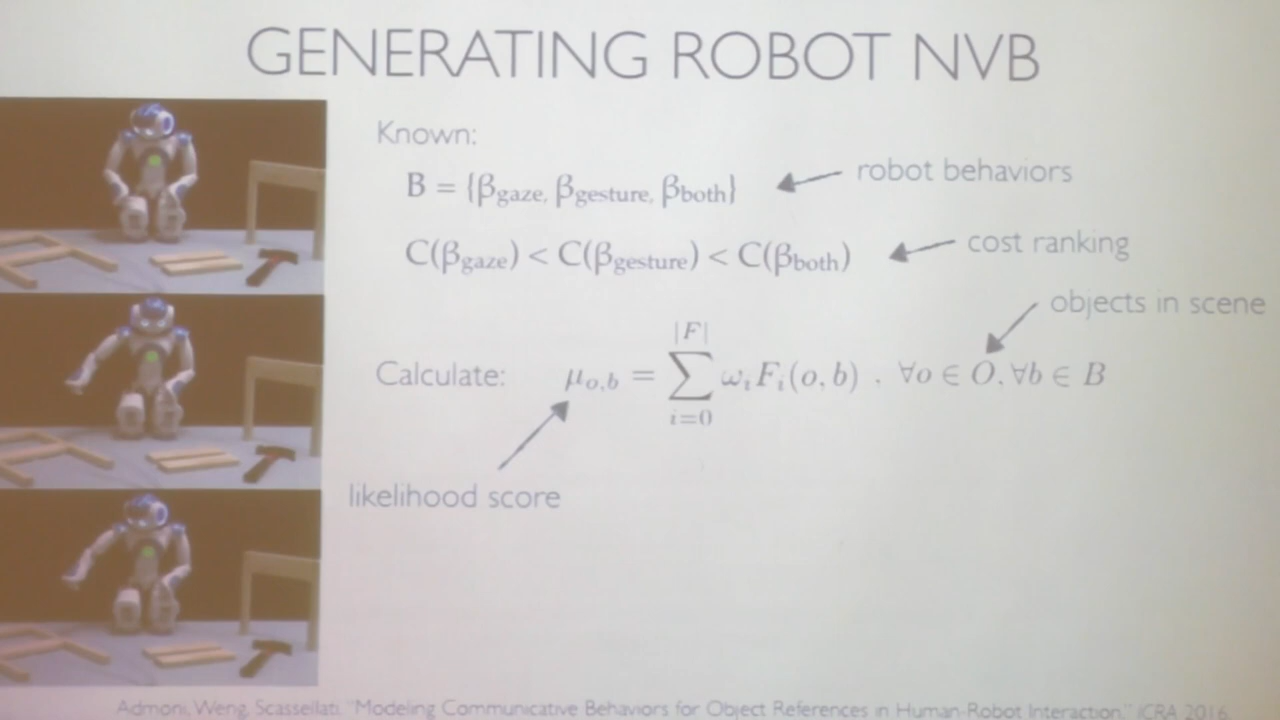 GENERATING ROBOT NVB
Known:
B = {βgaze, βgesture, βboth}
robot behaviors
C(βgaze) < C(βgesture) < C(βboth)
cost ranking
objects in scene
Calculate: μo,b = ∑|F| i=0 ωiFi(o, b) , ∀o ∈ O, ∀b ∈ B
likelihood score
Admoni, Weng, Scassellati. "Modeling Communicative Behaviors for Object References in Human-Robot Interaction." ICRA 2016.